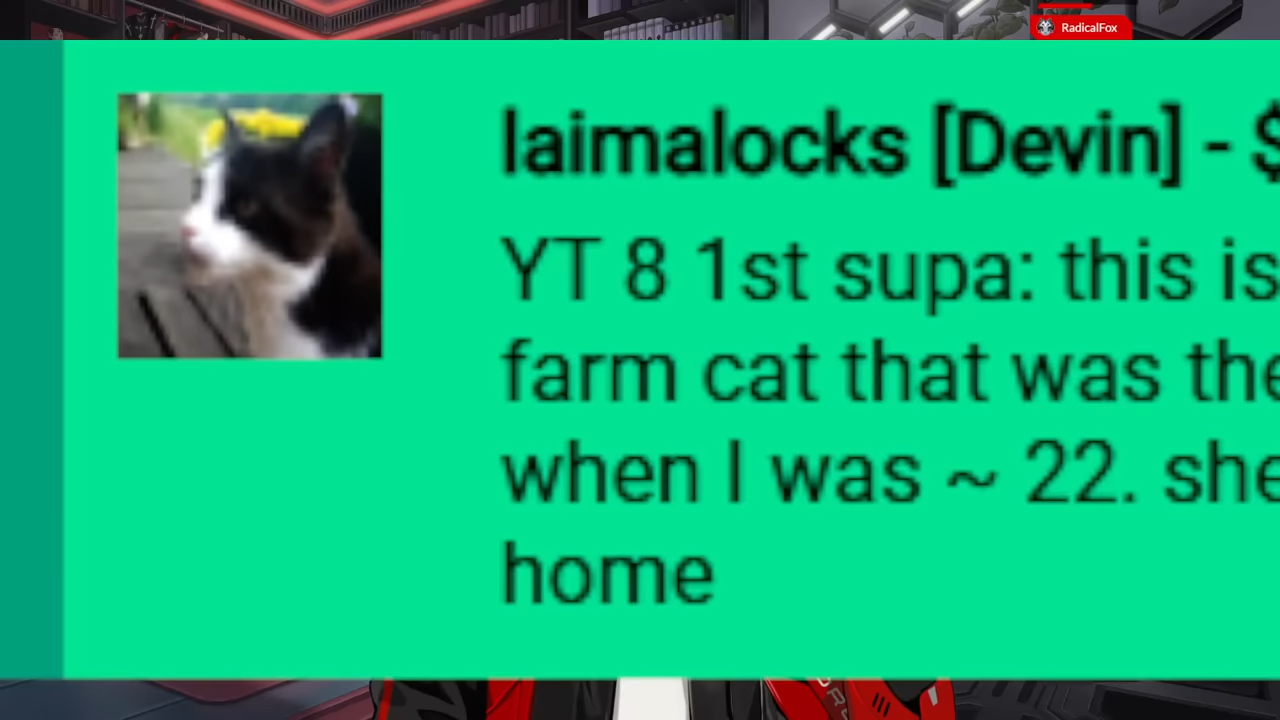 RadicalFox
laimalocks [Devin] - $
YT 8 1st supa: this is
farm cat that was the
when I was ~ 22. she
home